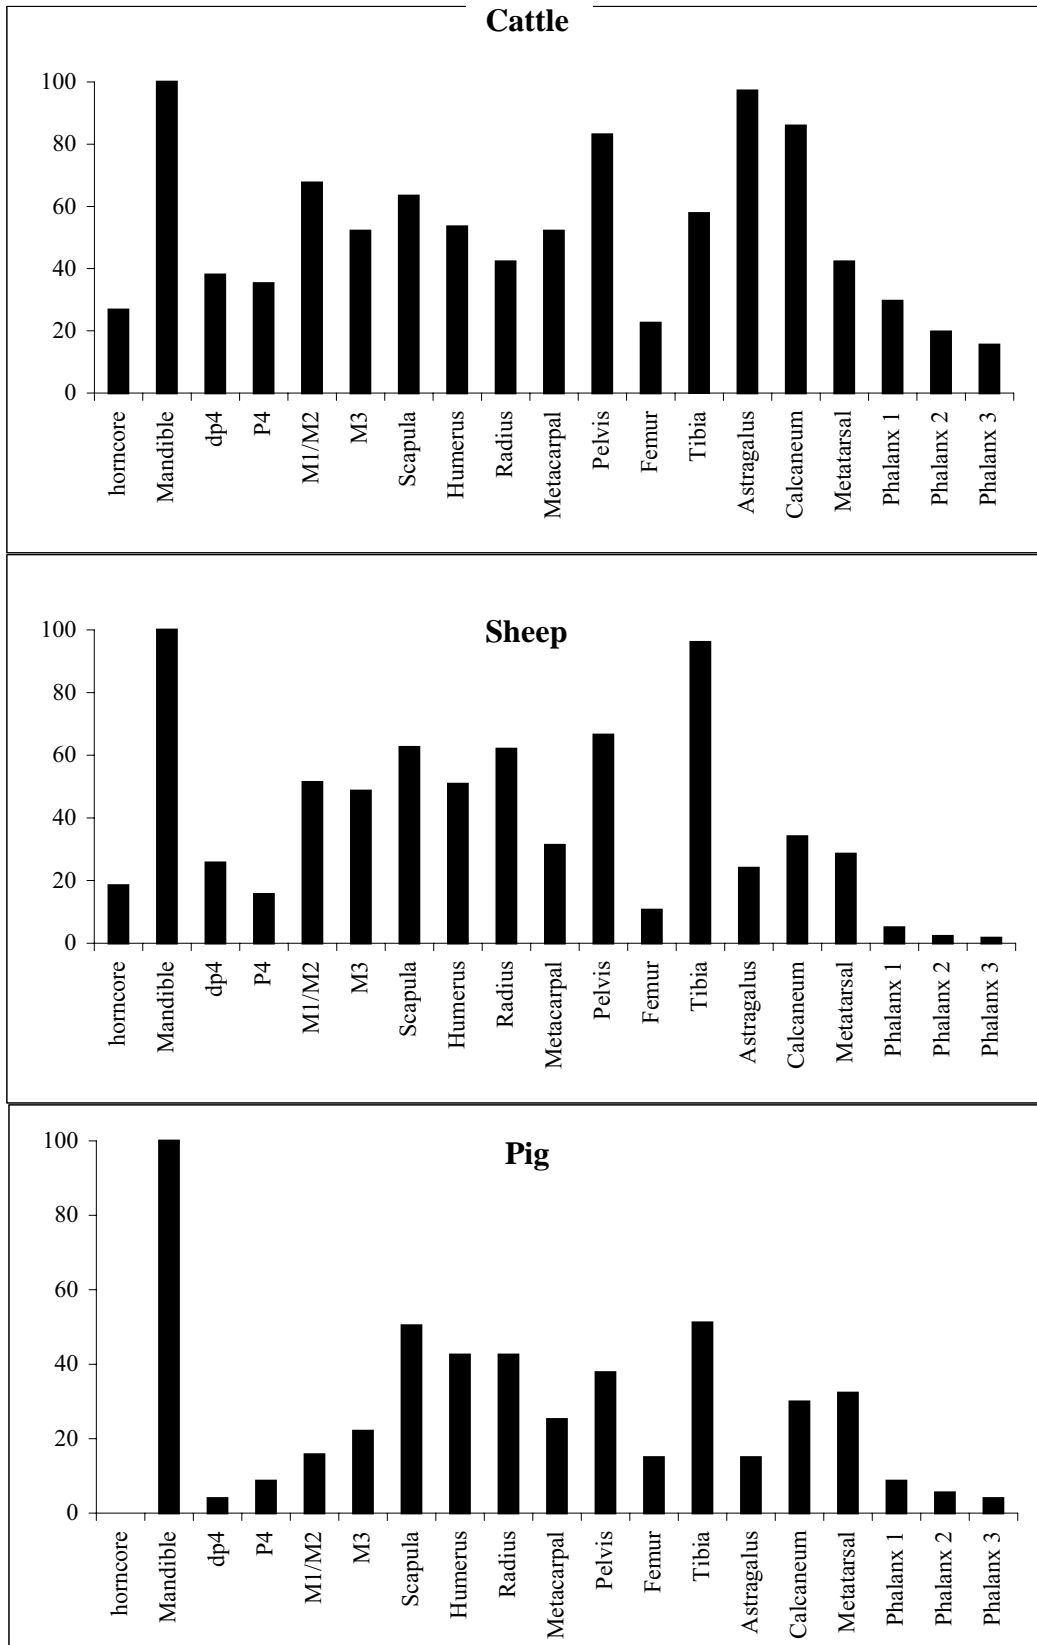 Cattle
100
80
60
40
20
0
horncore
Mandible
dp4
P4
M1/M2
M3
Scapula
Humerus
Radius
Metacarpal
Pelvis
Femur
Tibia
Astragalus
Calcaneum
Metatarsal
Phalanx 1
Phalanx 2
Phalanx 3
Sheep
100
80
60
40
20
0
horncore
Mandible
dp4
P4
M1/M2
M3
Scapula
Humerus
Radius
Metacarpal
Pelvis
Femur
Tibia
Astragalus
Calcaneum
Metatarsal
Phalanx 1
Phalanx 2
Phalanx 3
Pig
100
80
60
40
20
0
horncore
Mandible
dp4
P4
M1/M2
M3
Scapula
Humerus
Radius
Metacarpal
Pelvis
Femur
Tibia
Astragalus
Calcaneum
Metatarsal
Phalanx 1
Phalanx 2
Phalanx 3